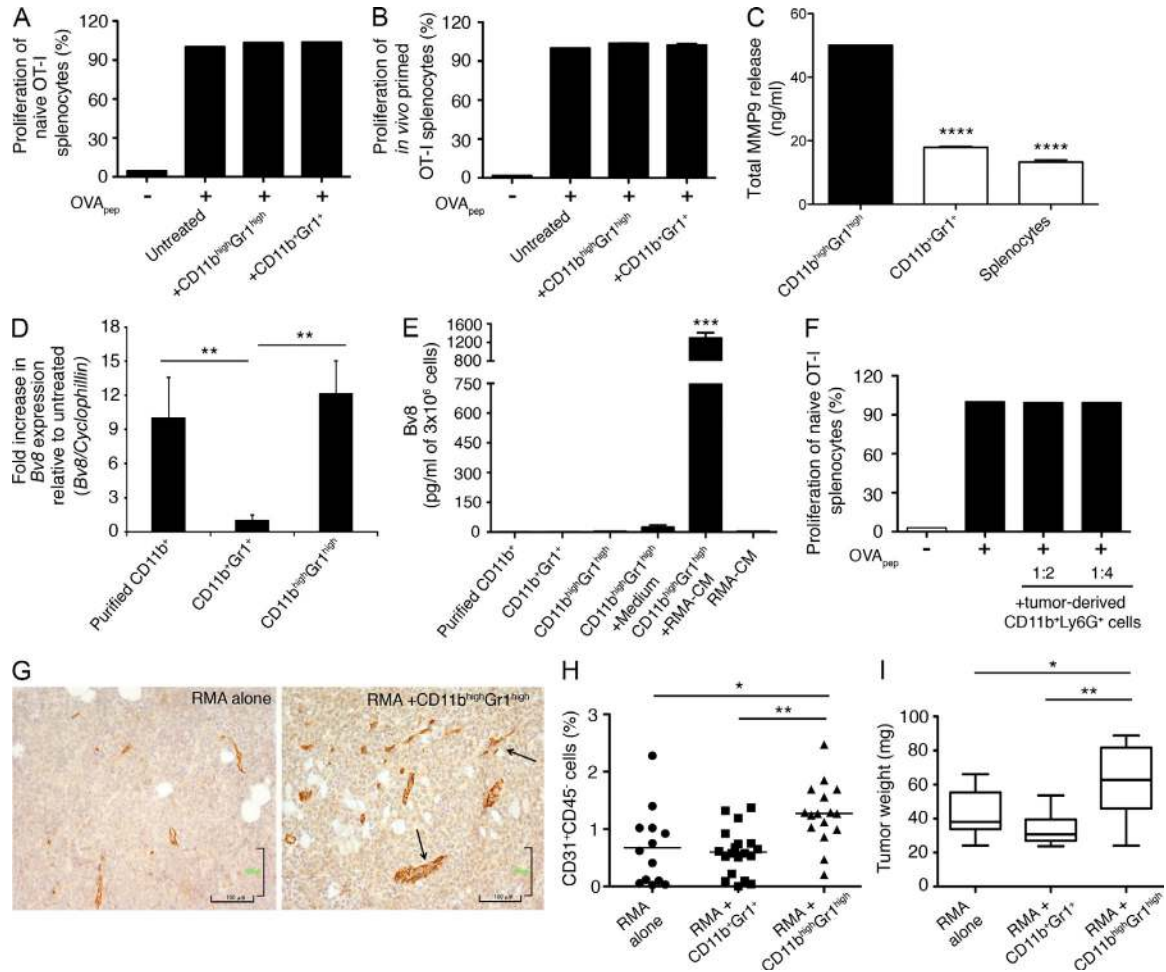 A
Proliferation of
naive OT-I
splenocytes (%)
120
90
60
30
0
OVApep
- + + +
Untreated
+CD11bhighGr1high
+CD11b+Gr1+
B
Proliferation of
in vivo primed
OT-I splenocytes (%)
120
90
60
30
0
OVApep
- + + +
Untreated
+CD11bhighGr1high
+CD11b+Gr1+
C
Total MMP9 release
(ng/ml)
60
40
20
0
****
****
CD11bhighGr1high
CD11b+Gr1+
Splenocytes
D
Fold increase in
Bv8 expression
relative to untreated
(Bv8/Cyclophillin)
18
15
12
9
6
3
0
**
**
Purified CD11b+
CD11b+Gr1+
CD11bhighGr1high
E
Bv8
(pg/ml of 3x10⁶ cells)
1600
1400
1200
1000
800
750
600
450
300
150
0
***
Purified CD11b+
CD11b+Gr1+
CD11bhighGr1high
CD11bhighGr1high
+Medium
CD11bhighGr1high
+RMA-CM
RMA-CM
F
Proliferation of naive OT-I
splenocytes (%)
120
90
60
30
0
OVApep
- + + +
1:2 1:4
+tumor-derived
CD11b+Ly6G+ cells
G
RMA alone
RMA +CD11bhighGr1high
H
CD31+CD45- cells (%)
3
2
1
0
*
**
RMA
alone
RMA +
CD11b+Gr1+
RMA +
CD11bhighGr1high
I
Tumor weight (mg)
100
80
60
40
20
0
*
**
RMA
alone
RMA +
CD11b+Gr1+
RMA +
CD11bhighGr1high